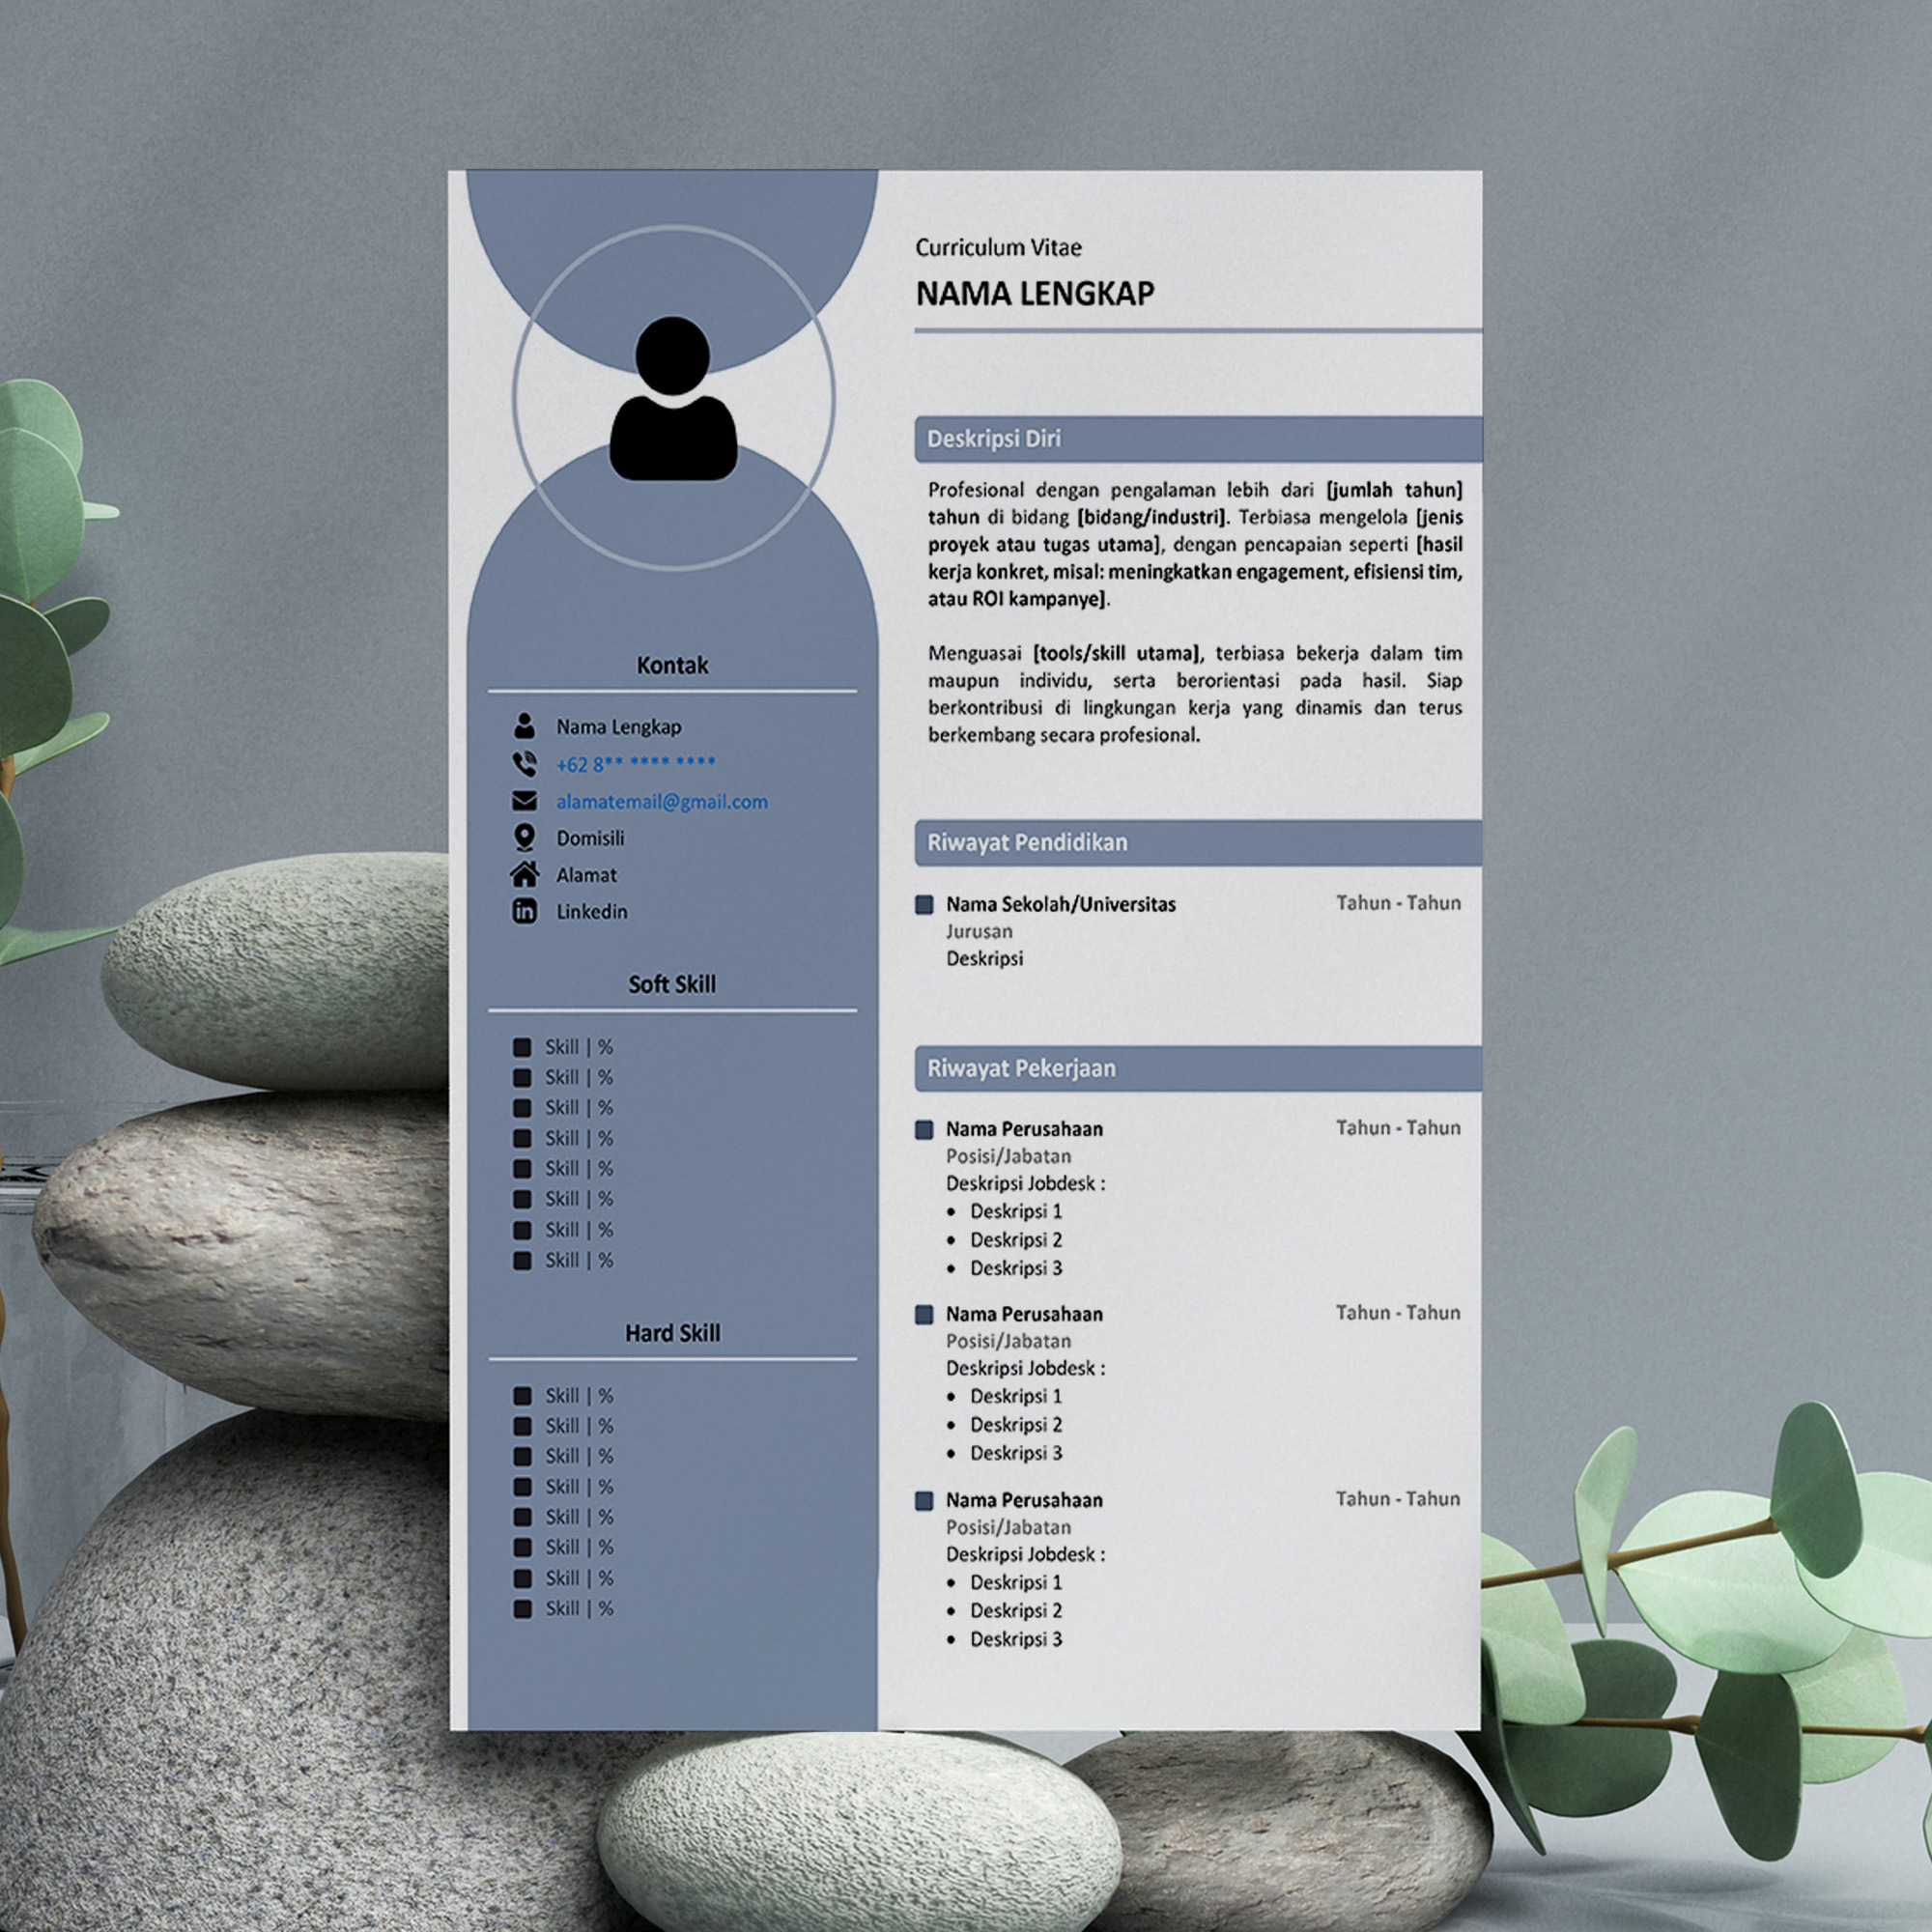 Curriculum Vitae
NAMA LENGKAP
Kontak
Nama Lengkap
+62 8** **** ****
alamatemail@gmail.com
Domisili
Alamat
in Linkedin
Soft Skill
Skill | %
Skill | %
Skill | %
Skill | %
Skill | %
Skill | %
Skill | %
Skill | %
Hard Skill
Skill | %
Skill | %
Skill | %
Skill | %
Skill | %
Skill | %
Skill | %
Skill | %
Deskripsi Diri
Profesional dengan pengalaman lebih dari [jumlah tahun]
tahun di bidang [bidang/industri]. Terbiasa mengelola [jenis
proyek atau tugas utama], dengan pencapaian seperti [hasil
kerja konkret, misal: meningkatkan engagement, efisiensi tim,
atau ROI kampanye].
Menguasai [tools/skill utama], terbiasa bekerja dalam tim
maupun individu, serta berorientasi pada hasil. Siap
berkontribusi di lingkungan kerja yang dinamis dan terus
berkembang secara profesional.
Riwayat Pendidikan
Nama Sekolah/Universitas Tahun - Tahun
Jurusan
Deskripsi
Riwayat Pekerjaan
Nama Perusahaan Tahun - Tahun
Posisi/Jabatan
Deskripsi Jobdesk :
• Deskripsi 1
• Deskripsi 2
• Deskripsi 3
Nama Perusahaan Tahun - Tahun
Posisi/Jabatan
Deskripsi Jobdesk :
• Deskripsi 1
• Deskripsi 2
• Deskripsi 3
Nama Perusahaan Tahun - Tahun
Posisi/Jabatan
Deskripsi Jobdesk :
• Deskripsi 1
• Deskripsi 2
• Deskripsi 3